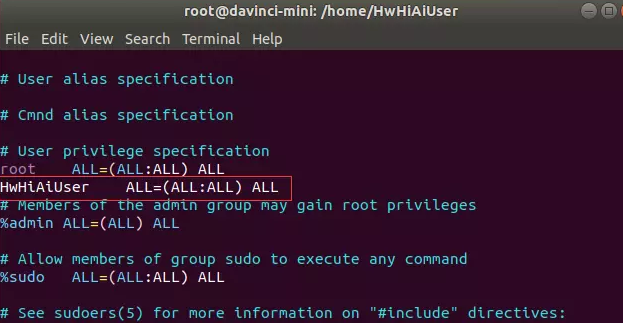 root@davinci-mini: /home/HwHiAiUser
File Edit View Search Terminal Help
# User alias specification
# Cmnd alias specification
# User privilege specification
root ALL=(ALL:ALL) ALL
HwHiAiUser ALL=(ALL:ALL) ALL
# Members of the admin group may gain root privileges
%admin ALL=(ALL) ALL
# Allow members of group sudo to execute any command
%sudo ALL=(ALL:ALL) ALL
# See sudoers(5) for more information on "#include" directives: